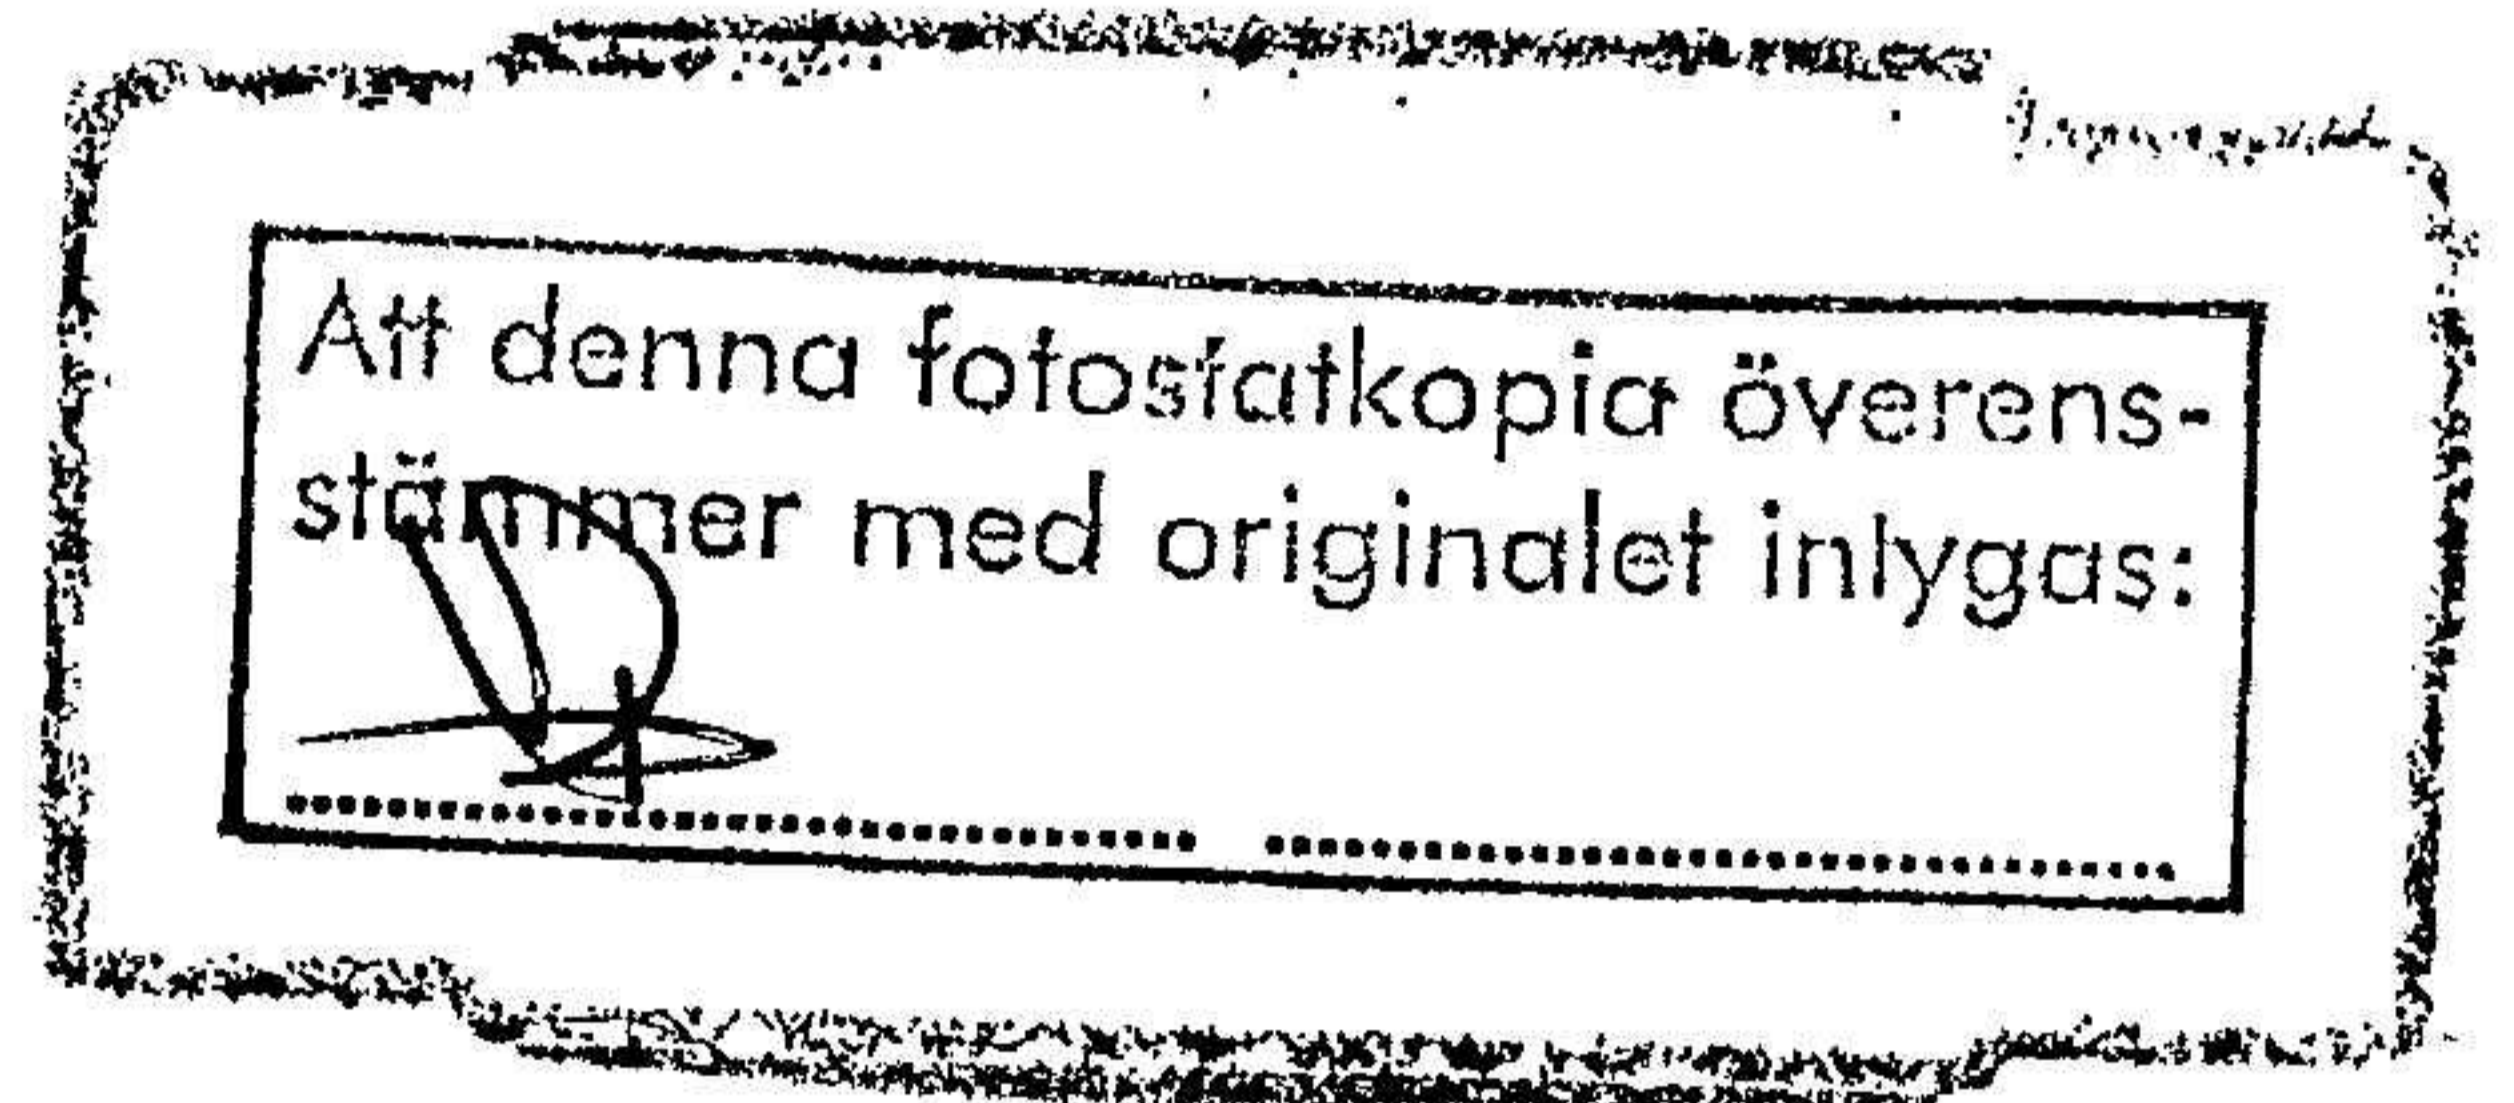 Att denna fotostatkopia överens-
stämmer med originalet inlygas: